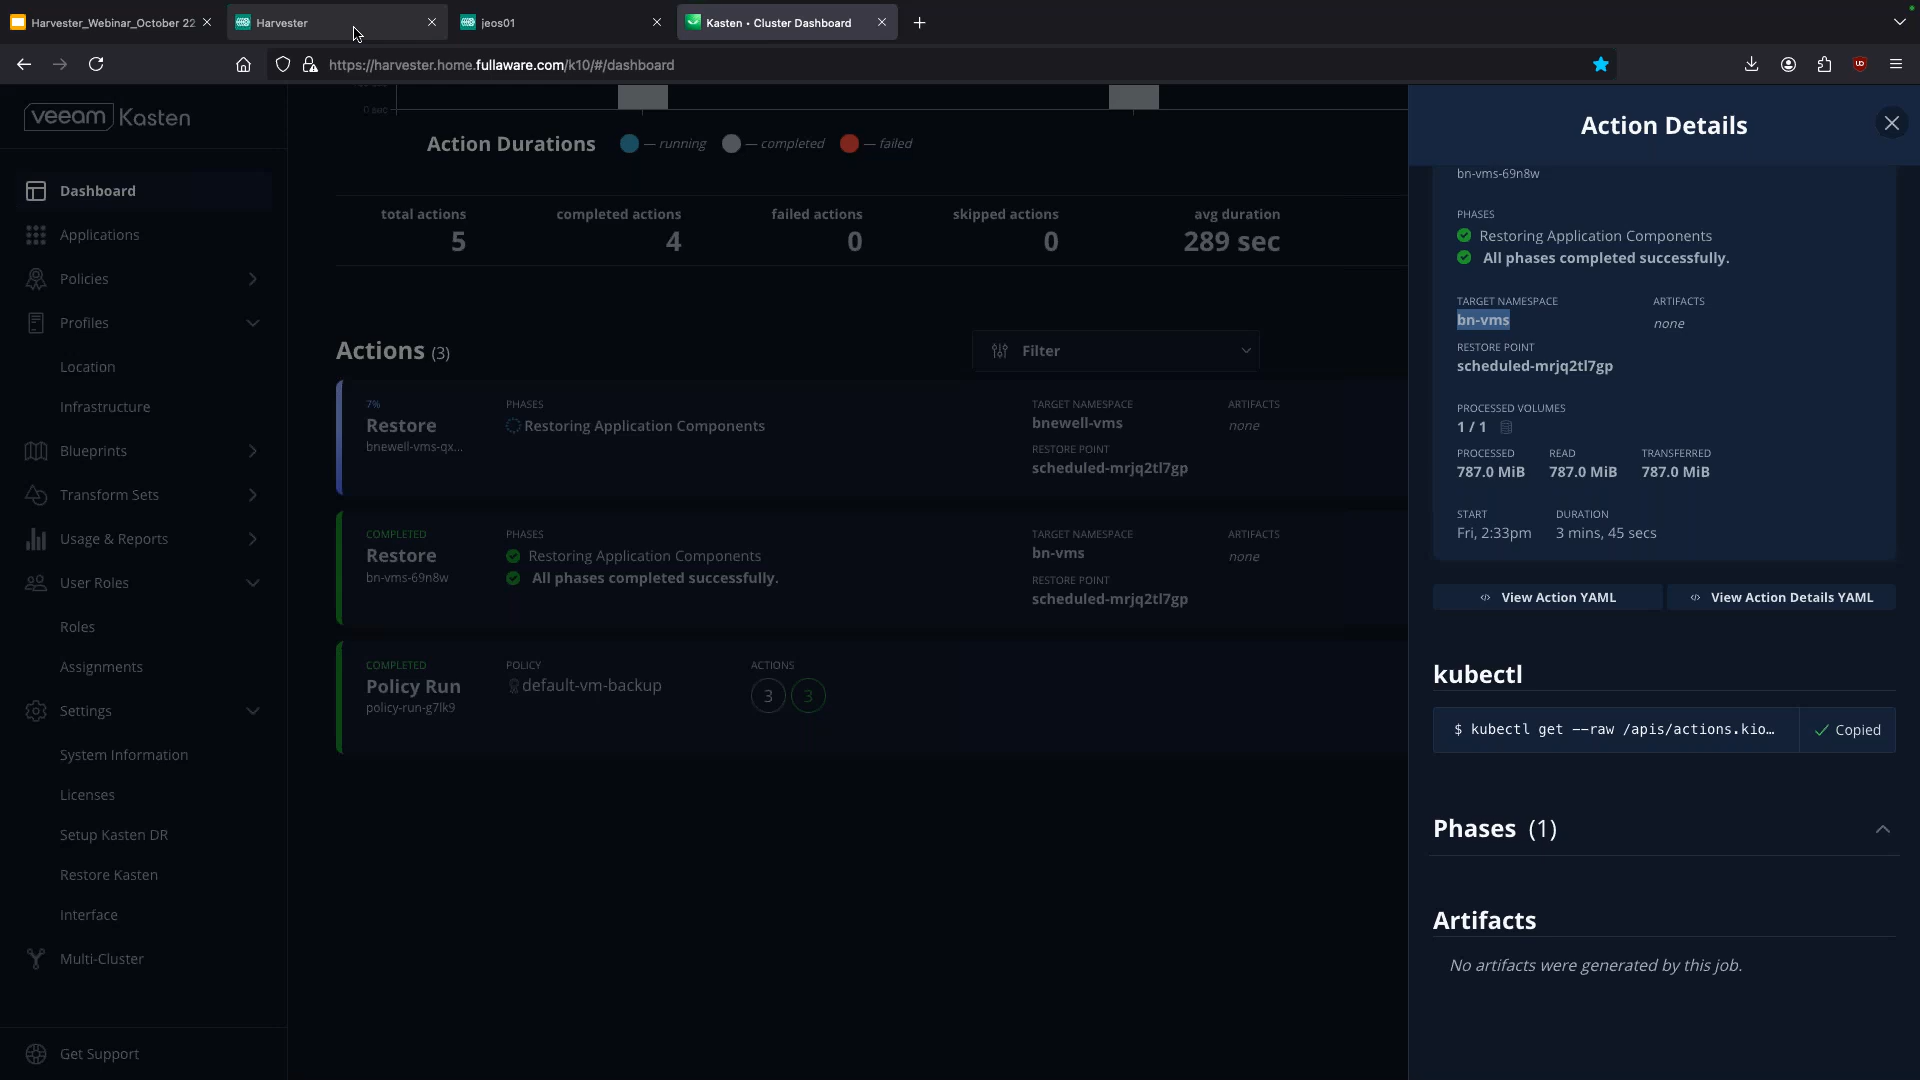 Harvester_Webinar_October 22
Harvester
jeos01
Kasten • Cluster Dashboard
https://harvester.home.fullaware.com/k10/#/dashboard
veeam Kasten
Dashboard
Applications
Policies
Profiles
Location
Infrastructure
Blueprints
Transform Sets
Usage & Reports
User Roles
Roles
Assignments
Settings
System Information
Licenses
Setup Kasten DR
Restore Kasten
Interface
Multi-Cluster
Get Support
0 sec
Action Durations — running — completed — failed
total actions completed actions failed actions skipped actions avg duration
5 4 0 0 289 sec
Actions (3)
Filter
7% PHASES TARGET NAMESPACE ARTIFACTS
Restore Restoring Application Components bnewell-vms none
bnewell-vms-qx... RESTORE POINT
scheduled-mrjq2tl7gp
COMPLETED PHASES TARGET NAMESPACE ARTIFACTS
Restore Restoring Application Components bn-vms none
bn-vms-69n8w All phases completed successfully. RESTORE POINT
scheduled-mrjq2tl7gp
COMPLETED POLICY ACTIONS
Policy Run default-vm-backup 3 3
policy-run-g7lk9
Action Details
bn-vms-69n8w
PHASES
Restoring Application Components
All phases completed successfully.
TARGET NAMESPACE ARTIFACTS
bn-vms none
RESTORE POINT
scheduled-mrjq2tl7gp
PROCESSED VOLUMES
1 / 1
PROCESSED READ TRANSFERRED
787.0 MiB 787.0 MiB 787.0 MiB
START DURATION
Fri, 2:33pm 3 mins, 45 secs
View Action YAML View Action Details YAML
kubectl
$ kubectl get --raw /apis/actions.kio… Copied
Phases (1)
Artifacts
No artifacts were generated by this job.